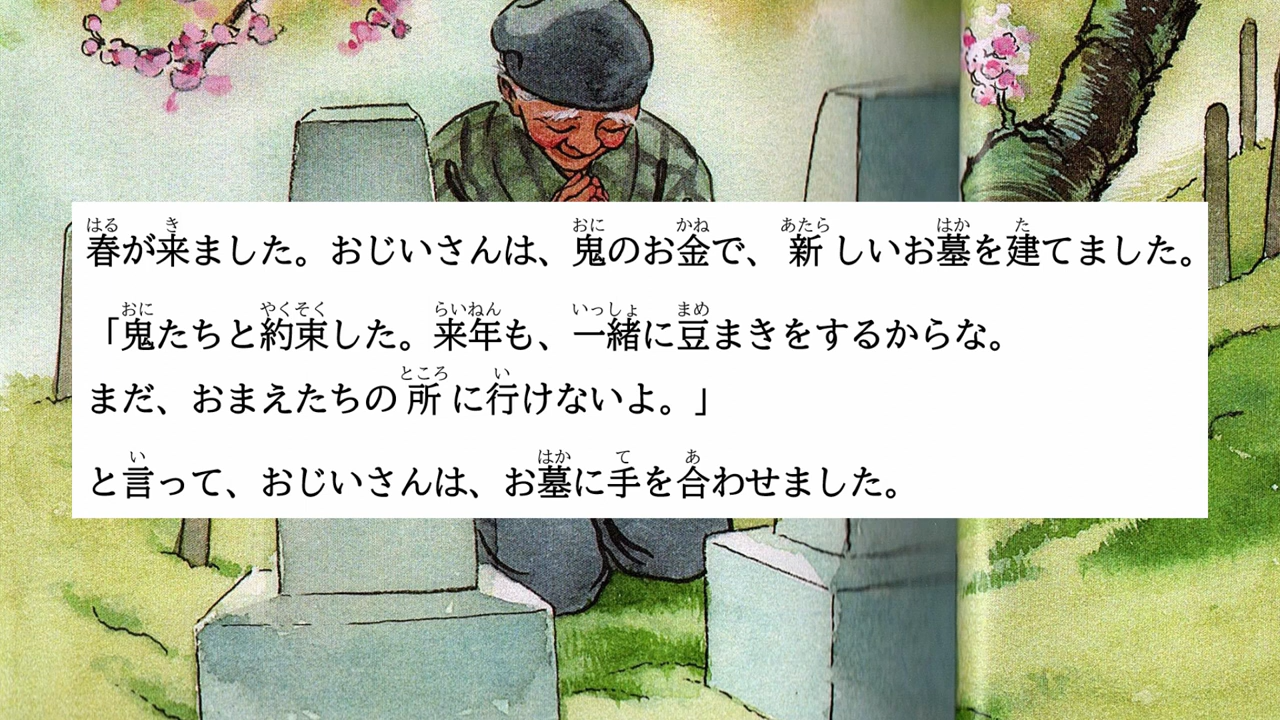 春が来ました。おじいさんは、鬼のお金で、新しいお墓を建てました。
「鬼たちと約束した。来年も、一緒に豆まきをするからな。
まだ、おまえたちの所に行けないよ。」
と言って、おじいさんは、お墓に手を合わせました。